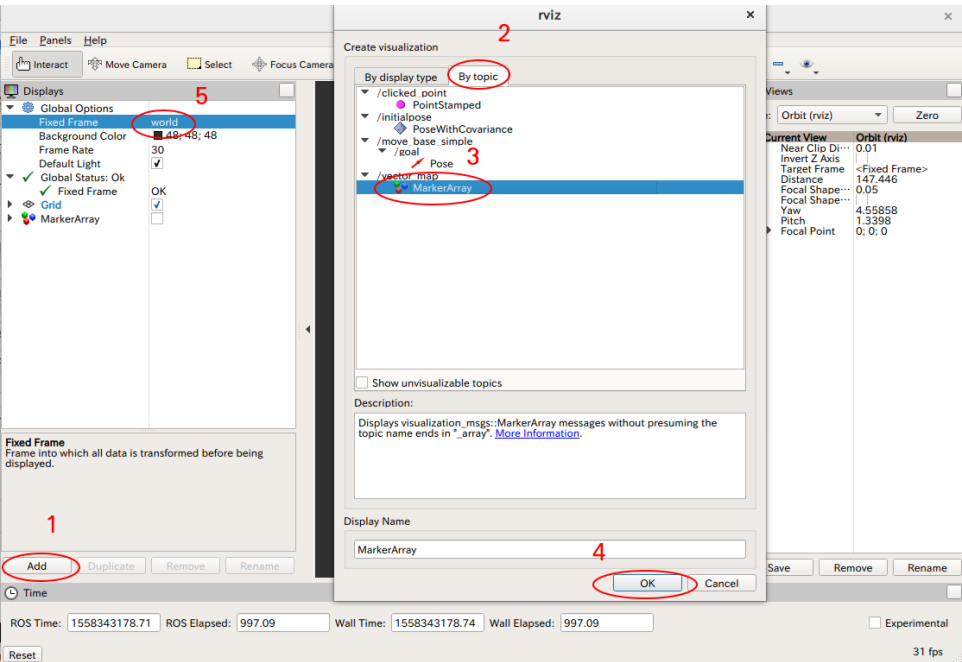 rviz
File Panels Help
Interact Move Camera Select Focus Camera
Displays
5
Global Options
Fixed Frame world
Background Color 48; 48; 48
Frame Rate 30
Default Light
Global Status: Ok
Fixed Frame OK
Grid
MarkerArray
Fixed Frame
Frame into which all data is transformed before being
displayed.
1
Add Duplicate Remove Rename
2
Create visualization
By display type By topic
/clicked_point
PointStamped
/initialpose
PoseWithCovariance
/move_base_simple
/goal
3
Pose
/vector_map
MarkerArray
Show unvisualizable topics
Description:
Displays visualization_msgs::MarkerArray messages without presuming the
topic name ends in "_array". More Information.
Display Name
MarkerArray
4
OK Cancel
Views
Orbit (rviz) Zero
Current View Orbit (rviz)
Near Clip Di··· 0.01
Invert Z Axis
Target Frame <Fixed Frame>
Distance 147.446
Focal Shape··· 0.05
Focal Shape···
Yaw 4.55858
Pitch 1.3398
Focal Point 0; 0; 0
Save Remove Rename
Time
ROS Time: 1558343178.71 ROS Elapsed: 997.09 Wall Time: 1558343178.74 Wall Elapsed: 997.09 Experimental
Reset 31 fps